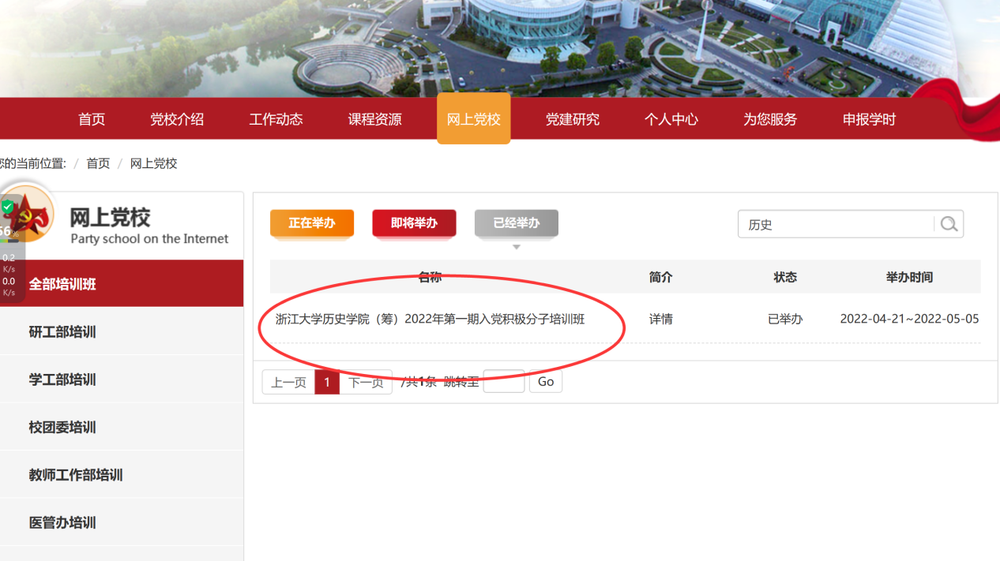 首页 党校介绍 工作动态 课程资源 网上党校 党建研究 个人中心 为您服务 申报学时
您的当前位置: / 首页 / 网上党校
网上党校
Party school on the Internet
56%
0.2
K/s
0.0
K/s
全部培训班
研工部培训
学工部培训
校团委培训
教师工作部培训
医管办培训
正在举办 即将举办 已经举办 历史
名称 简介 状态 举办时间
浙江大学历史学院（筹）2022年第一期入党积极分子培训班 详情 已举办 2022-04-21~2022-05-05
上一页 1 下一页 /共1条 跳转至 Go